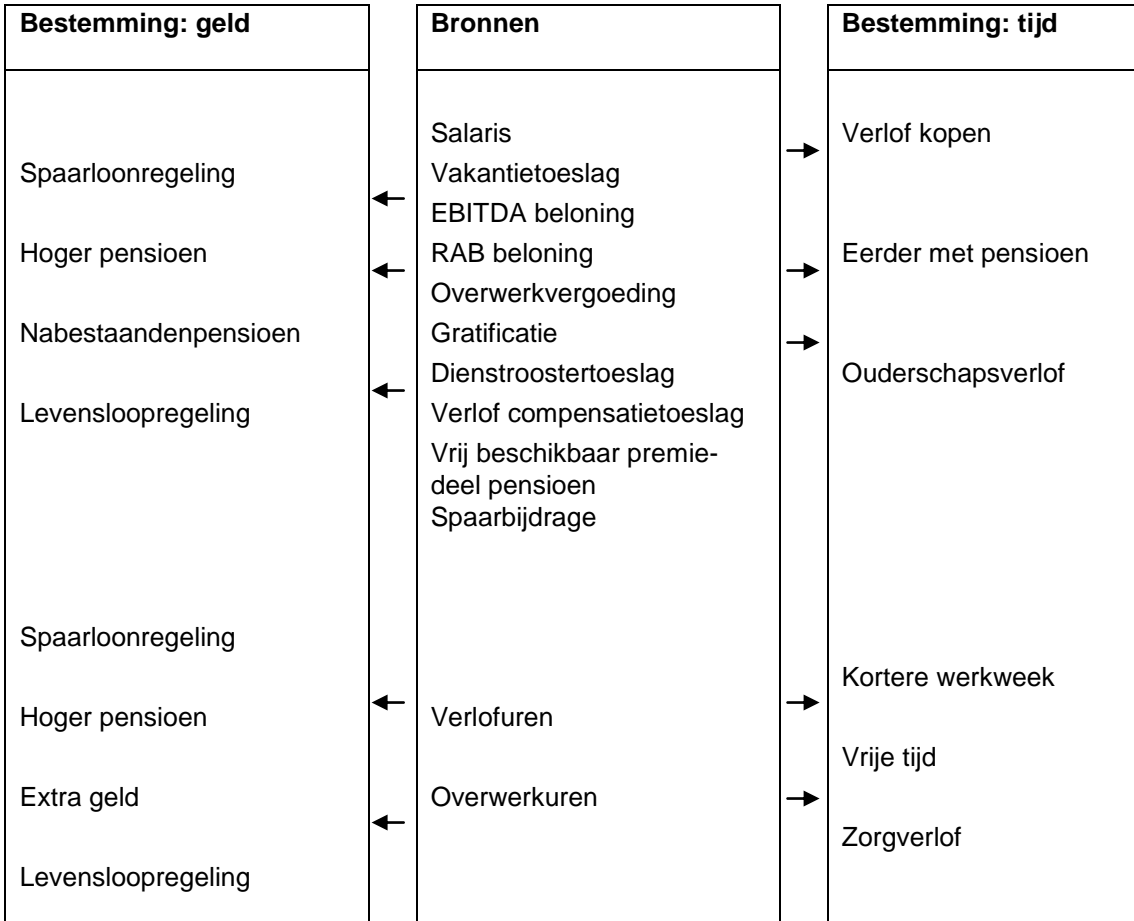 Bestemming: geld
Spaarloonregeling
Hoger pensioen
Nabestaandenpensioen
Levensloopregeling
Spaarloonregeling
Hoger pensioen
Extra geld
Levensloopregeling
Bronnen
Salaris
Vakantietoeslag
EBITDA beloning
RAB beloning
Overwerkvergoeding
Gratificatie
Dienstroostertoeslag
Verlof compensatietoeslag
Vrij beschikbaar premie-
deel pensioen
Spaarbijdrage
Verlofuren
Overwerkuren
Bestemming: tijd
Verlof kopen
Eerder met pensioen
Ouderschapsverlof
Kortere werkweek
Vrije tijd
Zorgverlof